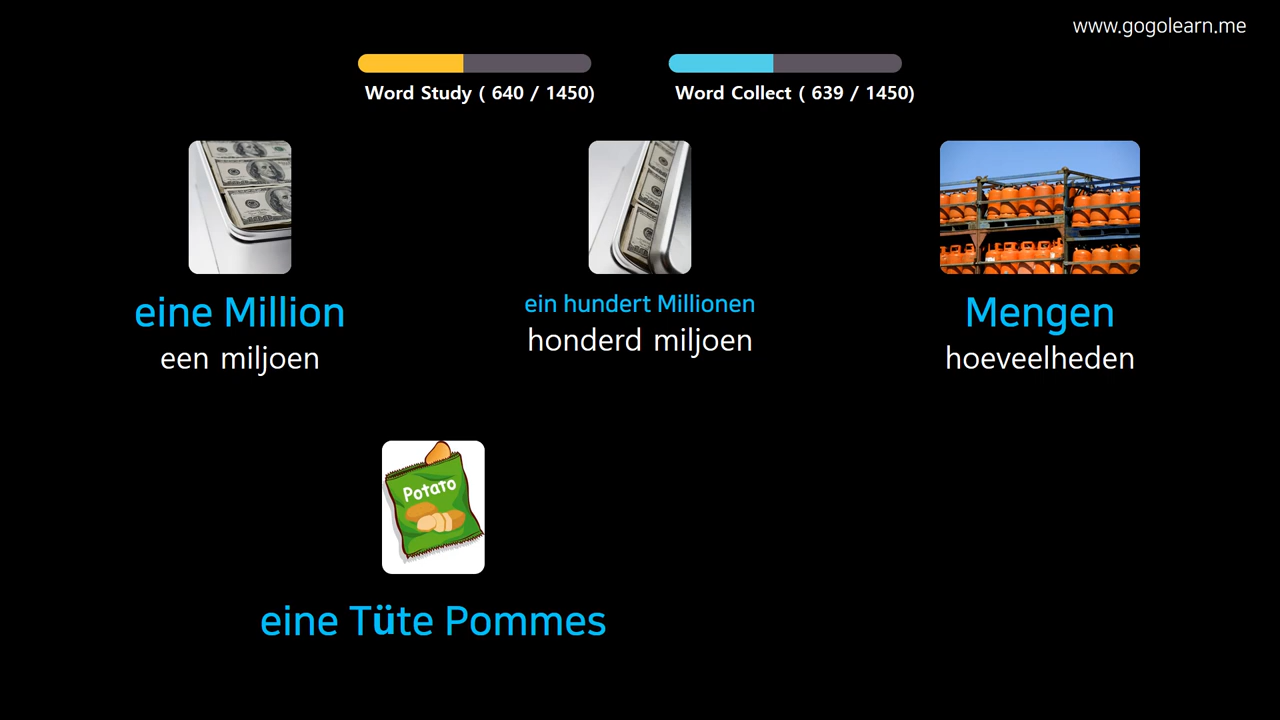 www.gogolearn.me
Word Study ( 640 / 1450)
Word Collect ( 639 / 1450)
eine Million
een miljoen
ein hundert Millionen
honderd miljoen
Mengen
hoeveelheden
Potato
eine Tüte Pommes